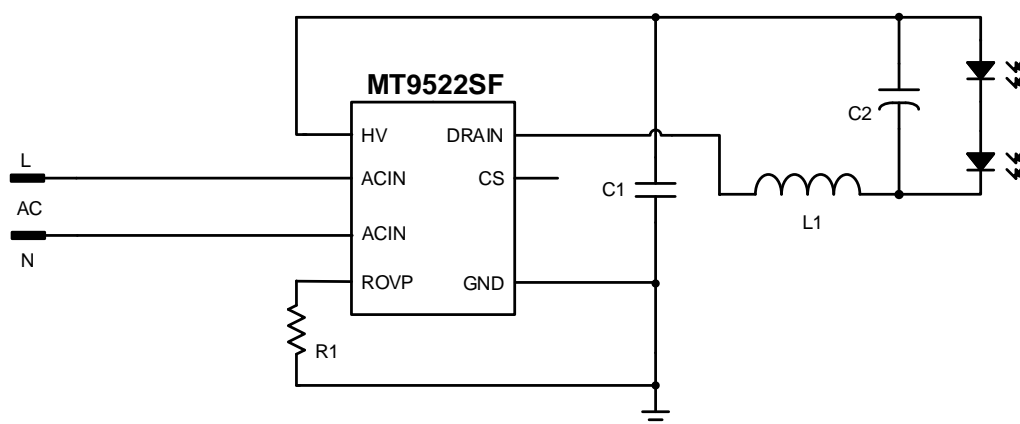 MT9522SF
HV
DRAIN
C2
L
ACIN
CS
C1
AC
L1
ACIN
N
ROVP
GND
R1